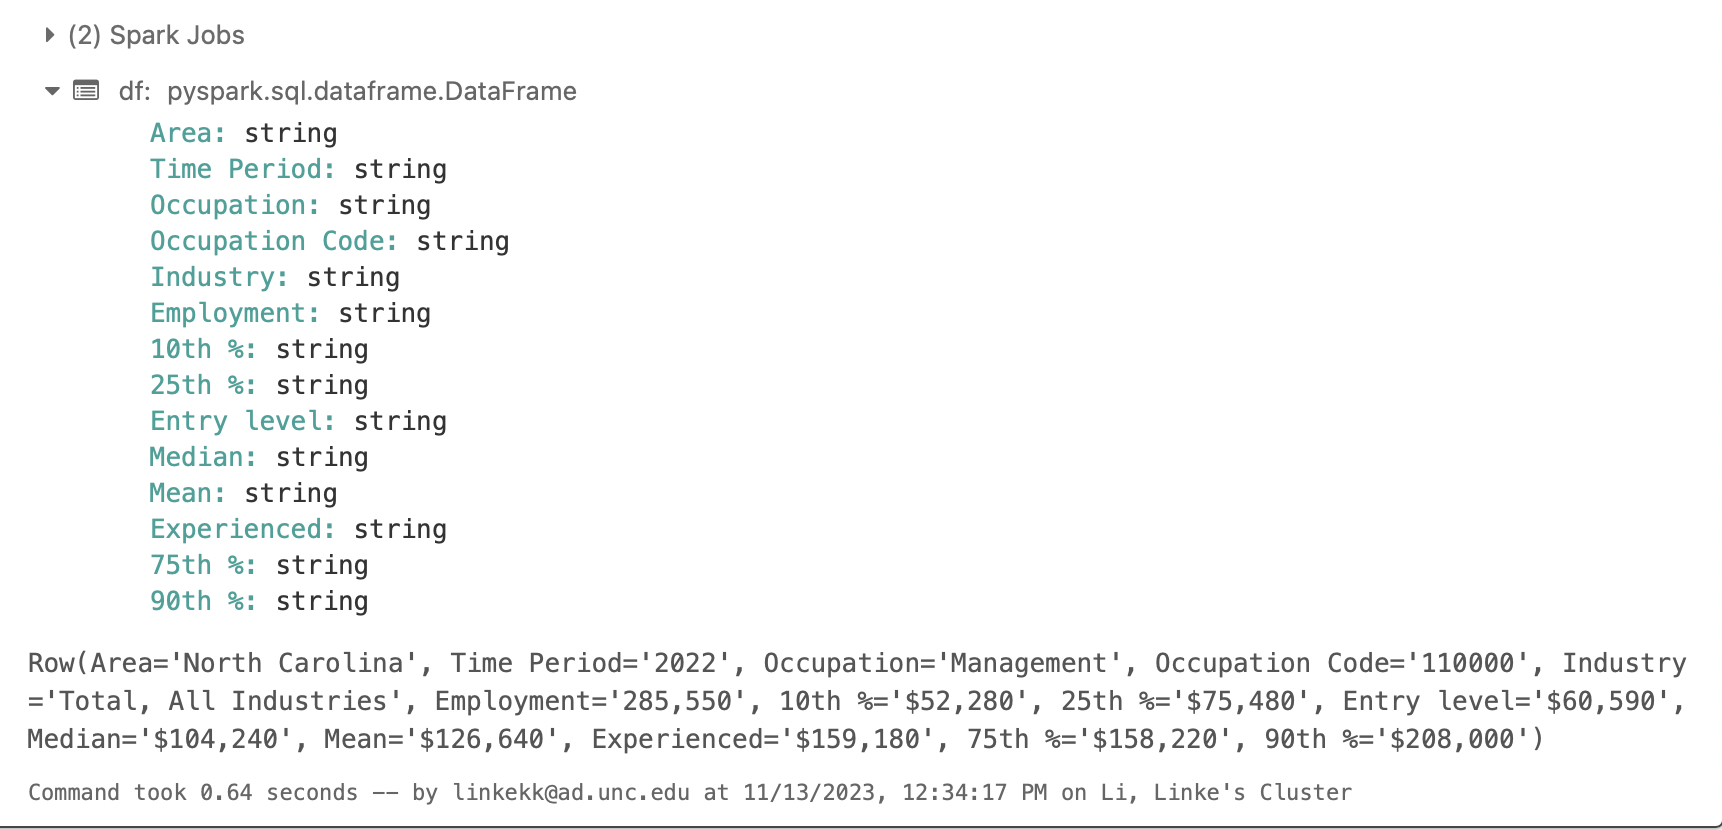 (2) Spark Jobs
df: pyspark.sql.dataframe.DataFrame
Area: string
Time Period: string
Occupation: string
Occupation Code: string
Industry: string
Employment: string
10th %: string
25th %: string
Entry level: string
Median: string
Mean: string
Experienced: string
75th %: string
90th %: string
Row(Area='North Carolina', Time Period='2022', Occupation='Management', Occupation Code='110000', Industry
='Total, All Industries', Employment='285,550', 10th %='$52,280', 25th %='$75,480', Entry level='$60,590',
Median='$104,240', Mean='$126,640', Experienced='$159,180', 75th %='$158,220', 90th %='$208,000')
Command took 0.64 seconds -- by linkekk@ad.unc.edu at 11/13/2023, 12:34:17 PM on Li, Linke's Cluster